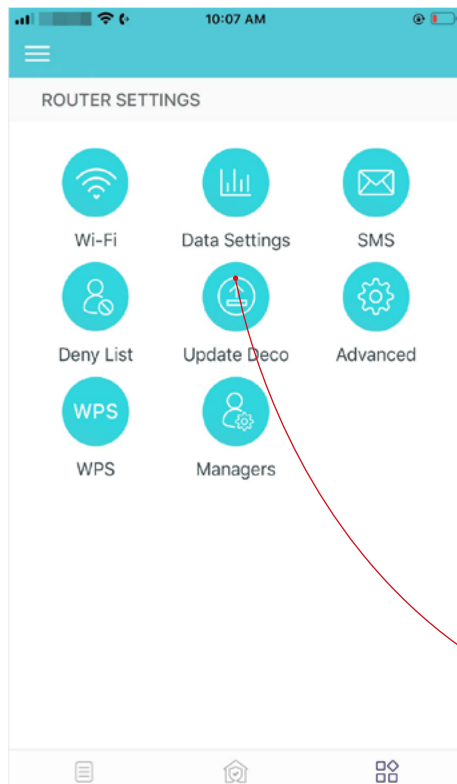 10:07 AM
ROUTER SETTINGS
Wi-Fi Data Settings SMS
Deny List Update Deco Advanced
WPS
WPS Managers